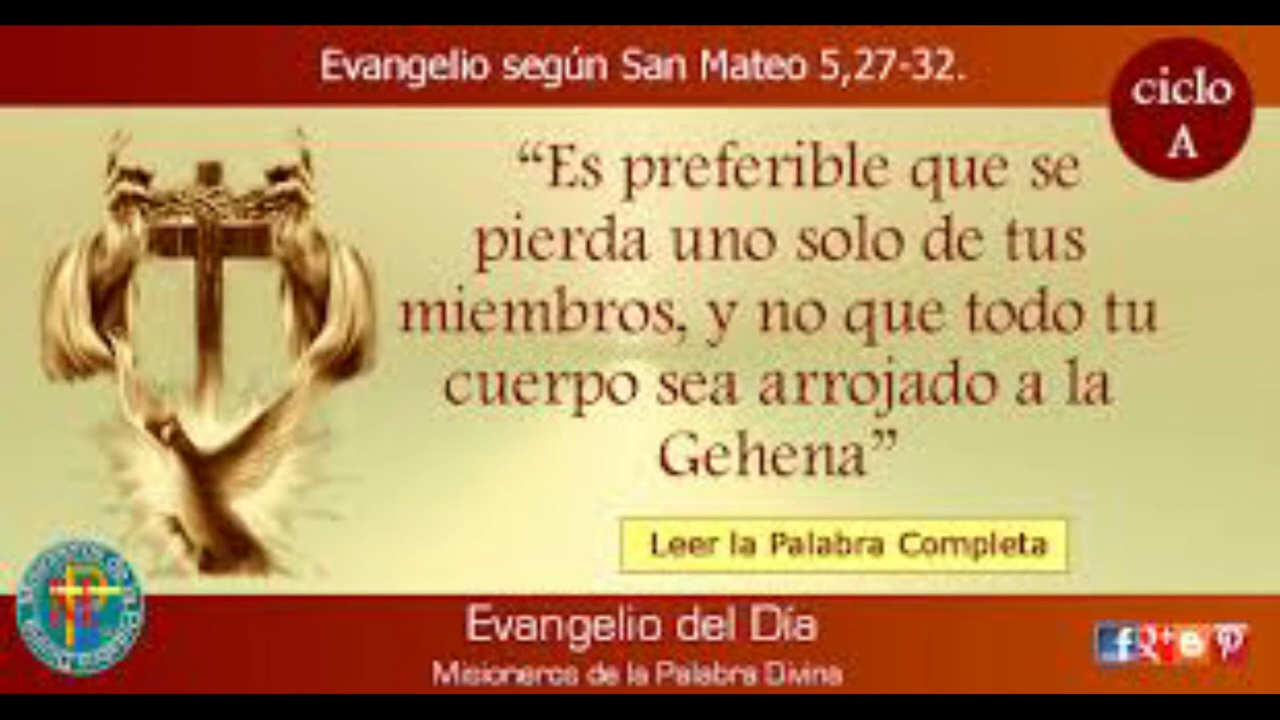 Evangelio según San Mateo 5,27-32.
ciclo
A
“Es preferible que se
pierda uno solo de tus
miembros, y no que todo tu
cuerpo sea arrojado a la
Gehena”
Leer la Palabra Completa
Evangelio del Día
Misioneros de la Palabra Divina